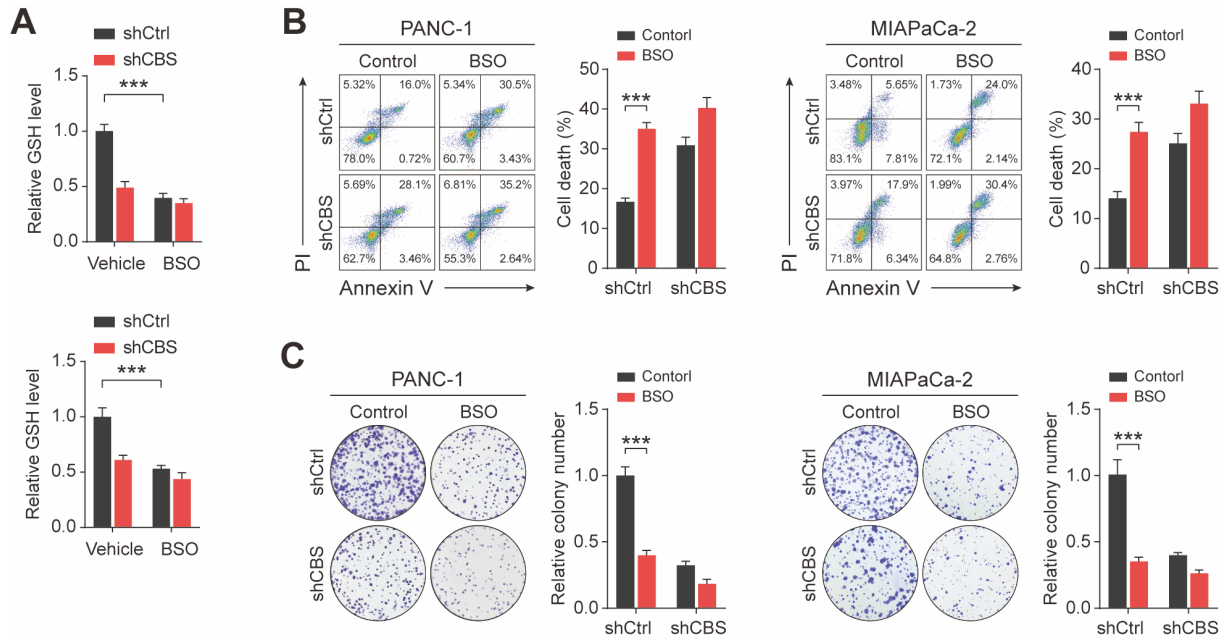 A
shCtrl
shCBS
Relative GSH level
1.5
1.0
0.5
0.0
***
Vehicle BSO
shCtrl
shCBS
Relative GSH level
1.5
1.0
0.5
0.0
***
Vehicle BSO
B
PANC-1
Control BSO
shCtrl
5.32% 16.0% 5.34% 30.5%
78.0% 0.72% 60.7% 3.43%
shCBS
5.69% 28.1% 6.81% 35.2%
62.7% 3.46% 55.3% 2.64%
PI
Annexin V
Contorl
BSO
Cell death (%)
50
40
30
20
10
0
***
shCtrl shCBS
MIAPaCa-2
Control BSO
shCtrl
3.48% 5.65% 1.73% 24.0%
83.1% 7.81% 72.1% 2.14%
shCBS
3.97% 17.9% 1.99% 30.4%
71.8% 6.34% 64.8% 2.76%
PI
Annexin V
Contorl
BSO
Cell death (%)
40
30
20
10
0
***
shCtrl shCBS
C
PANC-1
Control BSO
shCtrl
shCBS
Contorl
BSO
Relative colony number
1.5
1.0
0.5
0.0
***
shCtrl shCBS
MIAPaCa-2
Control BSO
shCtrl
shCBS
Contorl
BSO
Relative colony number
1.5
1.0
0.5
0.0
***
shCtrl shCBS